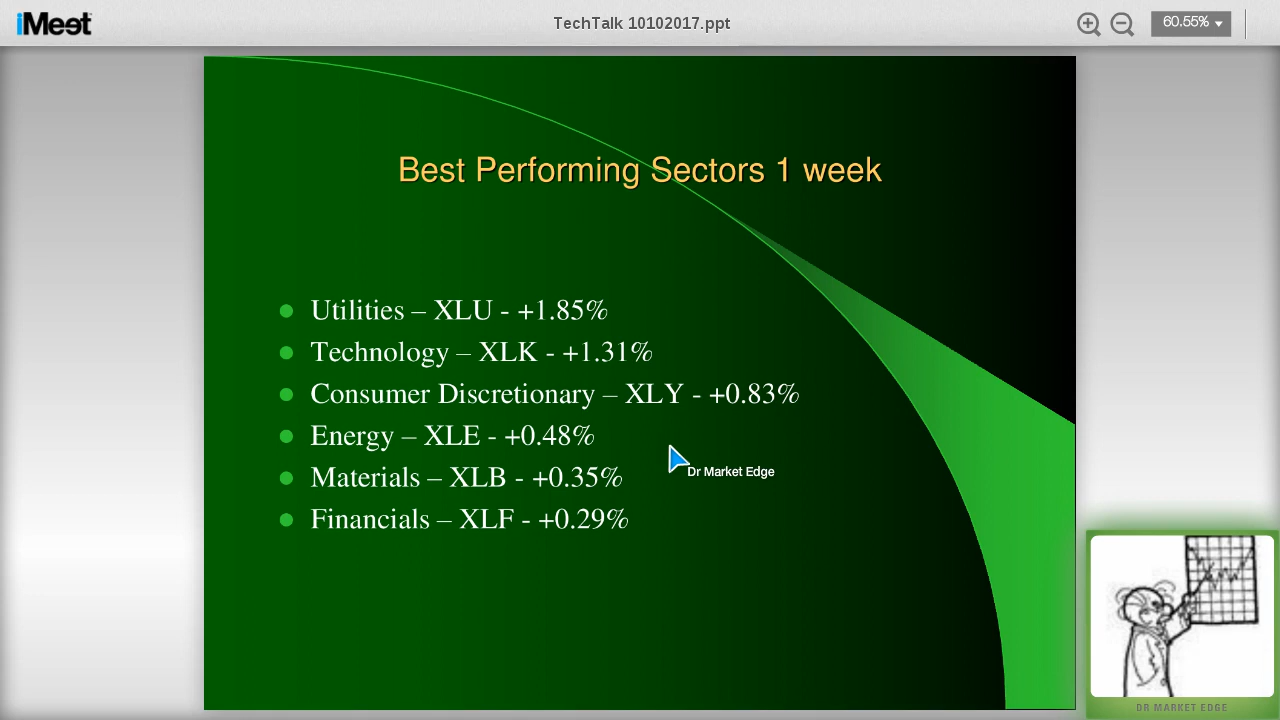 iMeet
TechTalk 10102017.ppt
60.55%
Best Performing Sectors 1 week
Utilities – XLU - +1.85%
Technology – XLK - +1.31%
Consumer Discretionary – XLY - +0.83%
Energy – XLE - +0.48%
Materials – XLB - +0.35%
Financials – XLF - +0.29%
Dr Market Edge
DR MARKET EDGE